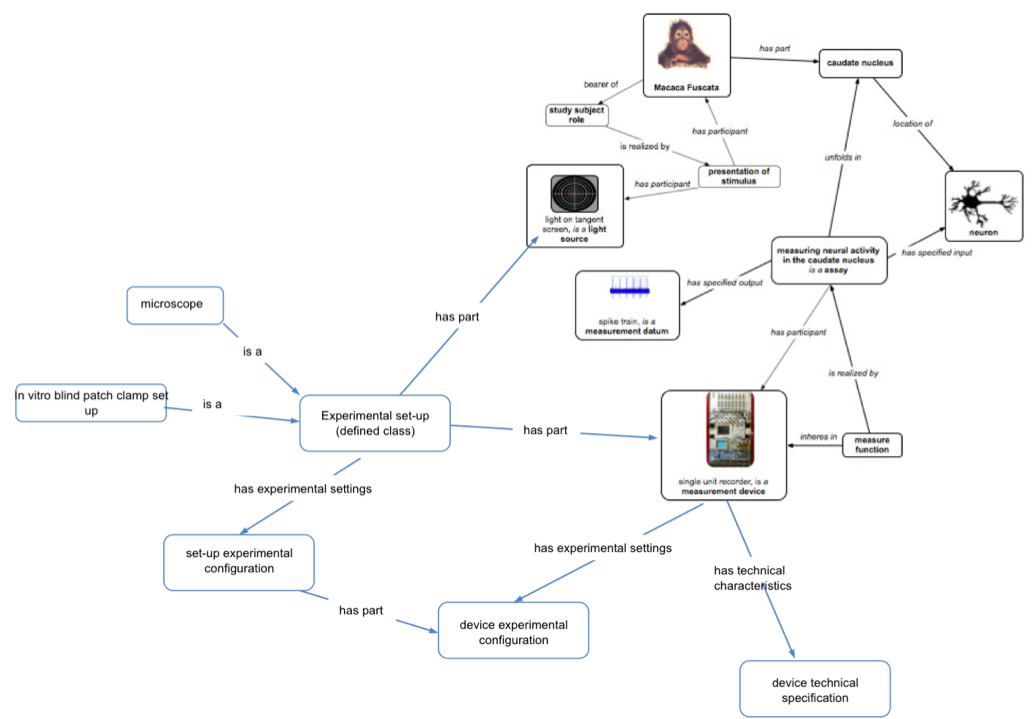 has part
caudate nucleus
Macaca Fuscata
bearer of
study subject
role
location of
has participant
is realized by
presentation of
stimulus
unfolds in
has participant
light on tangent
screen, is a light
source
neuron
measuring neural activity
in the caudate nucleus
is a assay
has specified input
has specified output
spike train, is a
measurement datum
microscope
has part
has participant
is a
is realized by
In vitro blind patch clamp set
up
is a
Experimental set-up
(defined class)
has part
inheres in
measure
function
single unit recorder, is a
measurement device
has experimental settings
set-up experimental
configuration
has experimental settings
has technical
characteristics
has part
device experimental
configuration
device technical
specification